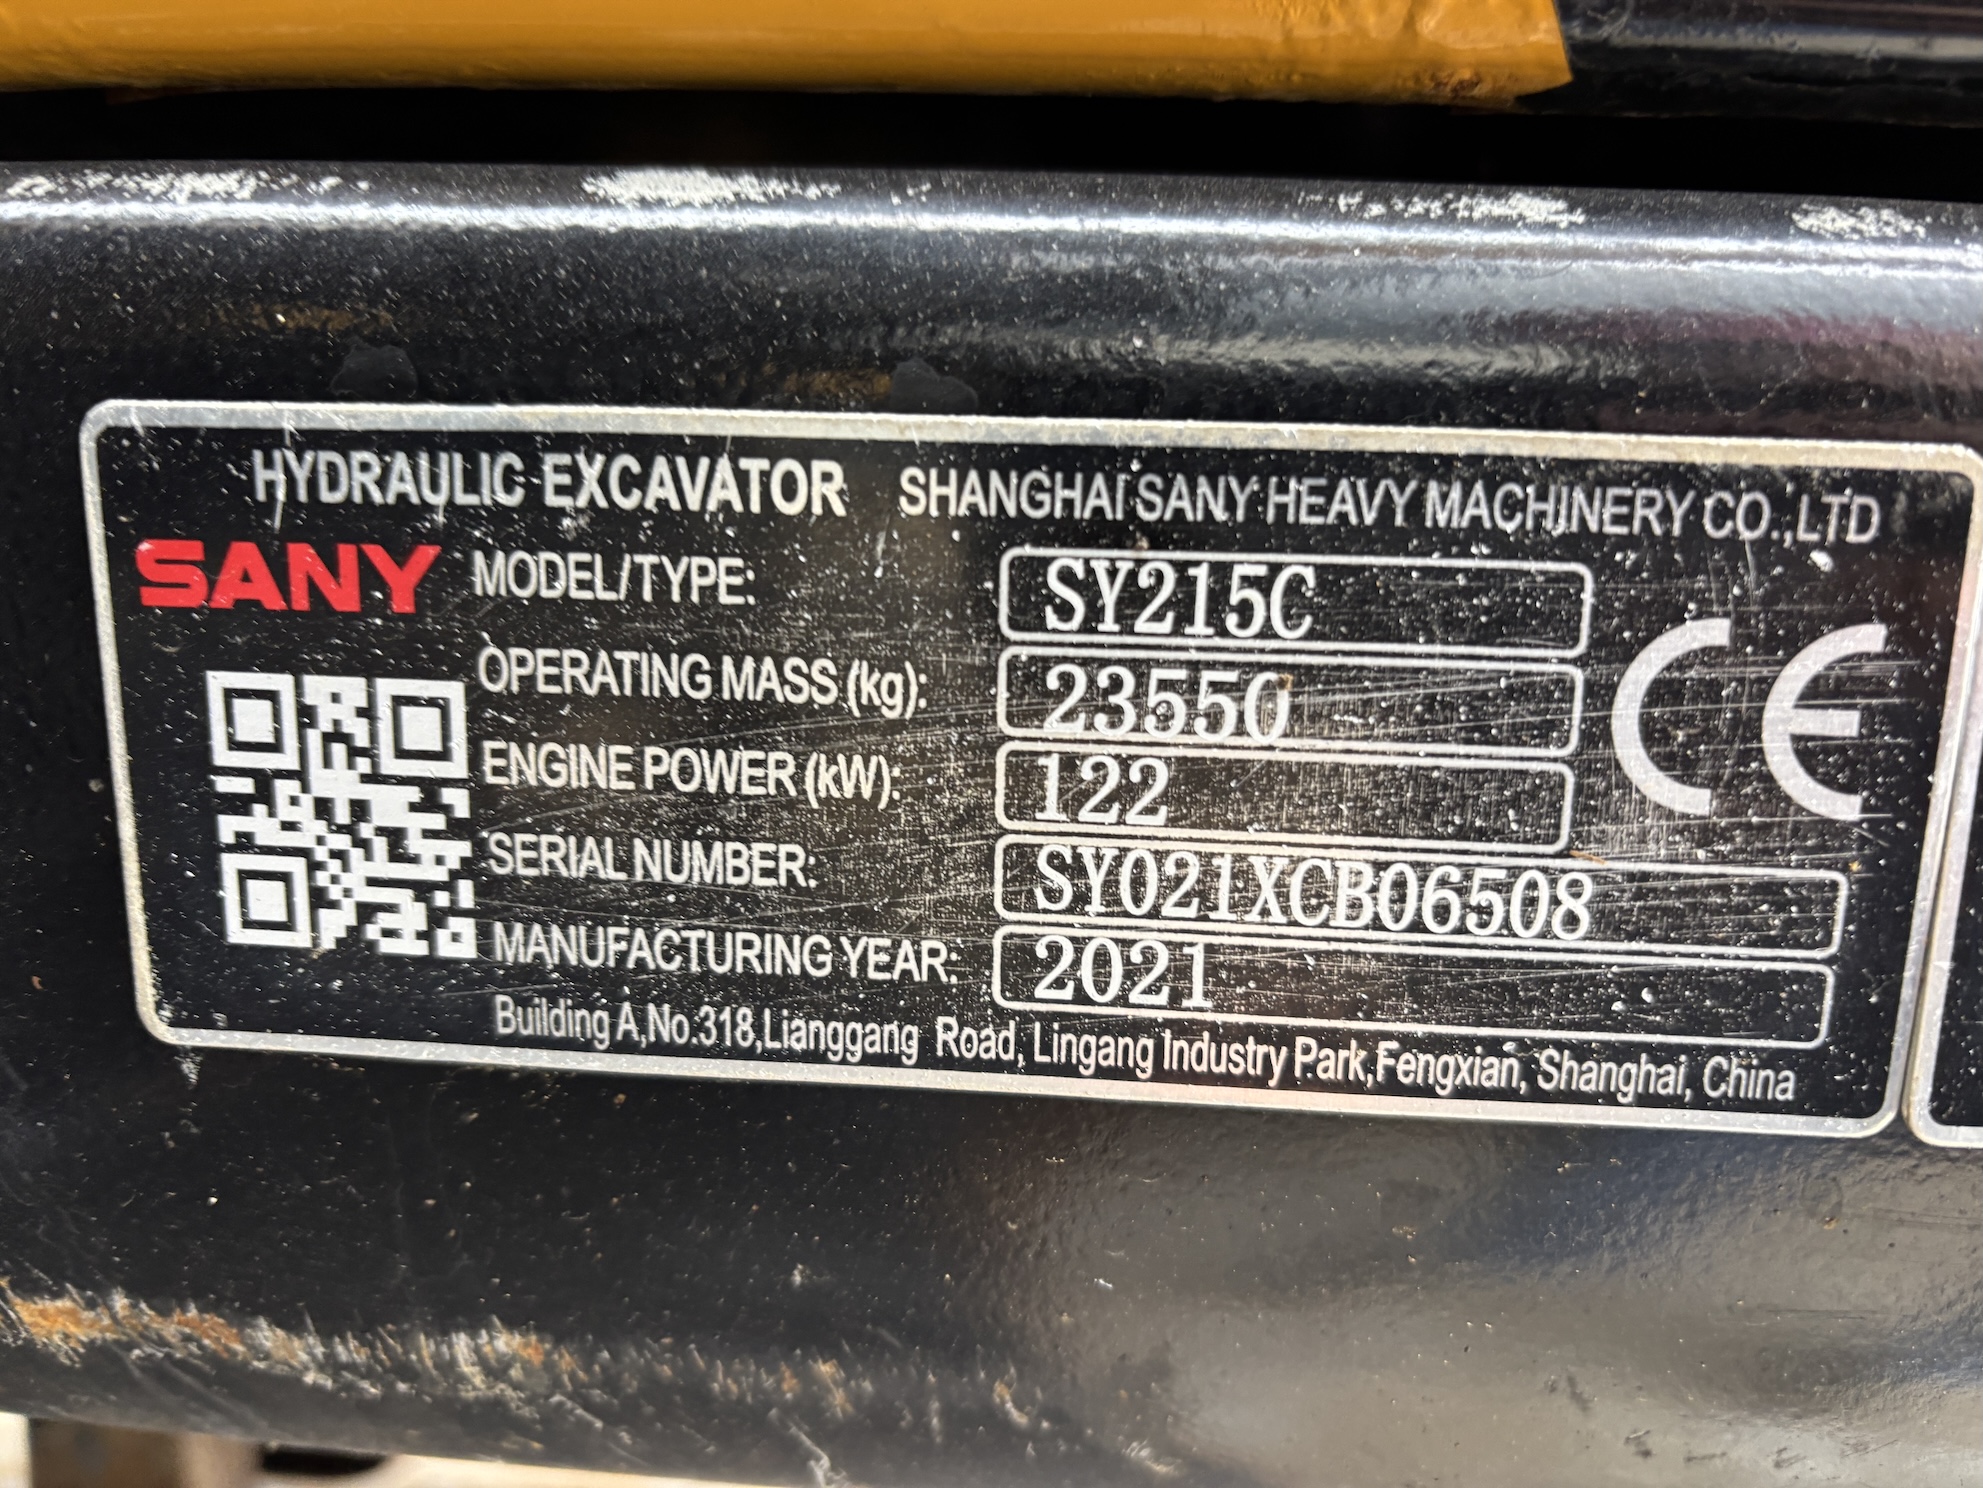 HYDRAULIC EXCAVATOR SHANGHAI SANY HEAVY MACHINERY CO.,LTD
SANY MODEL/TYPE: SY215C
OPERATING MASS (kg): 23550
ENGINE POWER (kW): 122
CE
SERIAL NUMBER: SY021XCB06508
MANUFACTURING YEAR: 2021
Building A,No.318,Lianggang Road, Lingang Industry Park,Fengxian, Shanghai, China